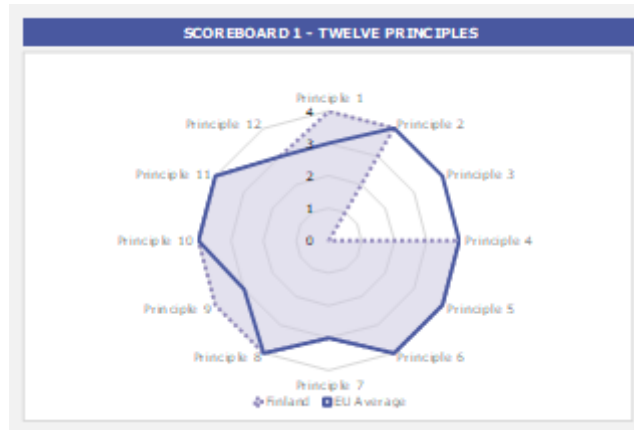 SCOREBOARD 1 - TWELVE PRINCIPLES
Principle 1
Principle 12
4
Principle 2
3
Principle 11
Principle 3
2
1
Principle 10
0
Principle 4
Principle 9
Principle 5
Principle 8
Principle 6
Principle 7
Finland EU Average